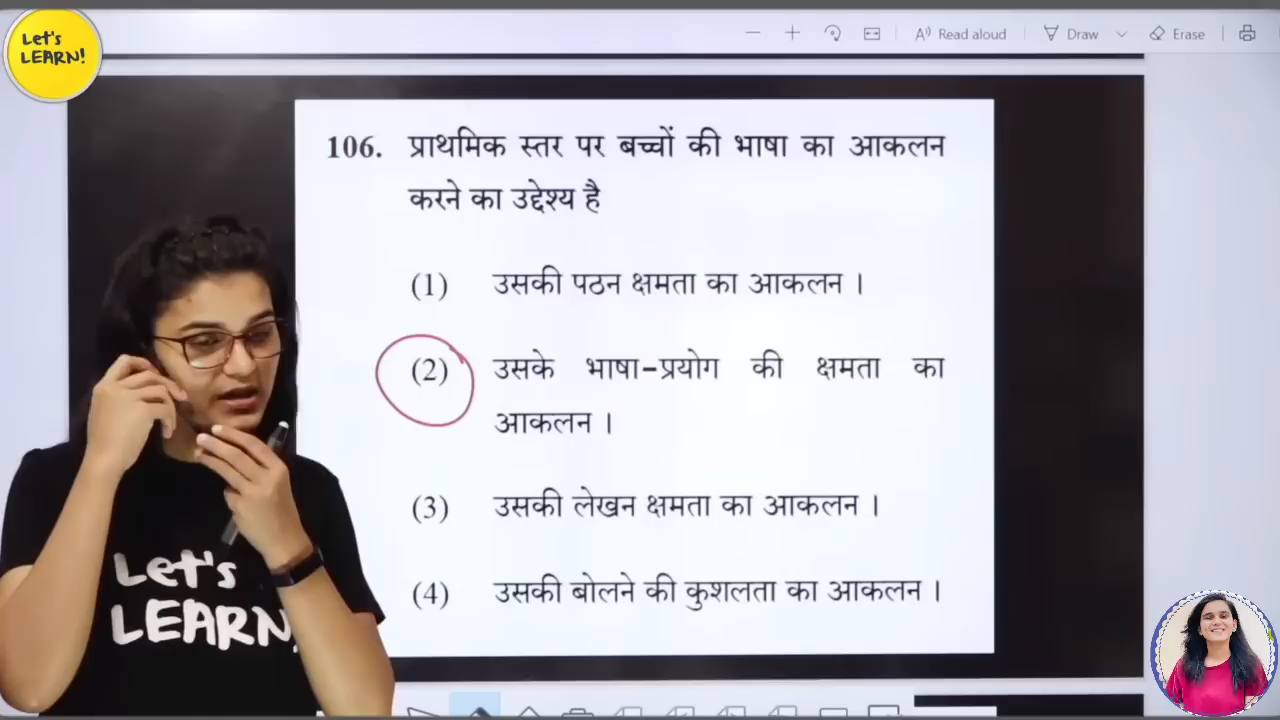 Let's
LEARN!
Read aloud
Draw
Erase
106. प्राथमिक स्तर पर बच्चों की भाषा का आकलन
करने का उद्देश्य है
(1) उसकी पठन क्षमता का आकलन ।
(2) उसके भाषा-प्रयोग की क्षमता का
आकलन ।
(3) उसकी लेखन क्षमता का आकलन ।
(4) उसकी बोलने की कुशलता का आकलन ।
Let's
LEARN!